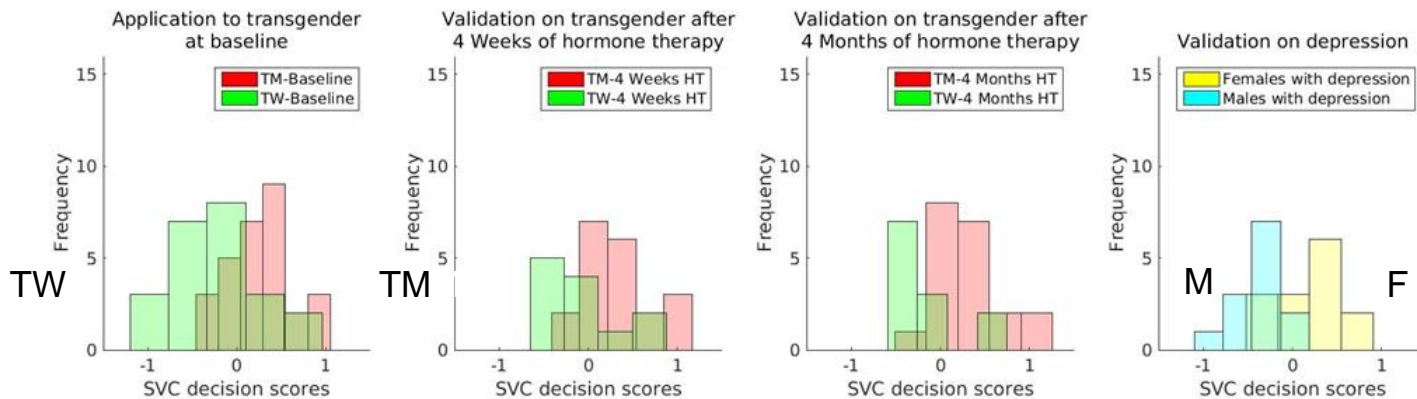 Application to transgender
at baseline
15
10
5
0
Frequency
TM-Baseline
TW-Baseline
TW
-1 0 1
SVC decision scores
Validation on transgender after
4 Weeks of hormone therapy
15
10
5
0
Frequency
TM-4 Weeks HT
TW-4 Weeks HT
TM
-1 0 1
SVC decision scores
Validation on transgender after
4 Months of hormone therapy
15
10
5
0
Frequency
TM-4 Months HT
TW-4 Months HT
-1 0 1
SVC decision scores
Validation on depression
15
10
5
0
Frequency
Females with depression
Males with depression
M
F
-1 0 1
SVC decision scores